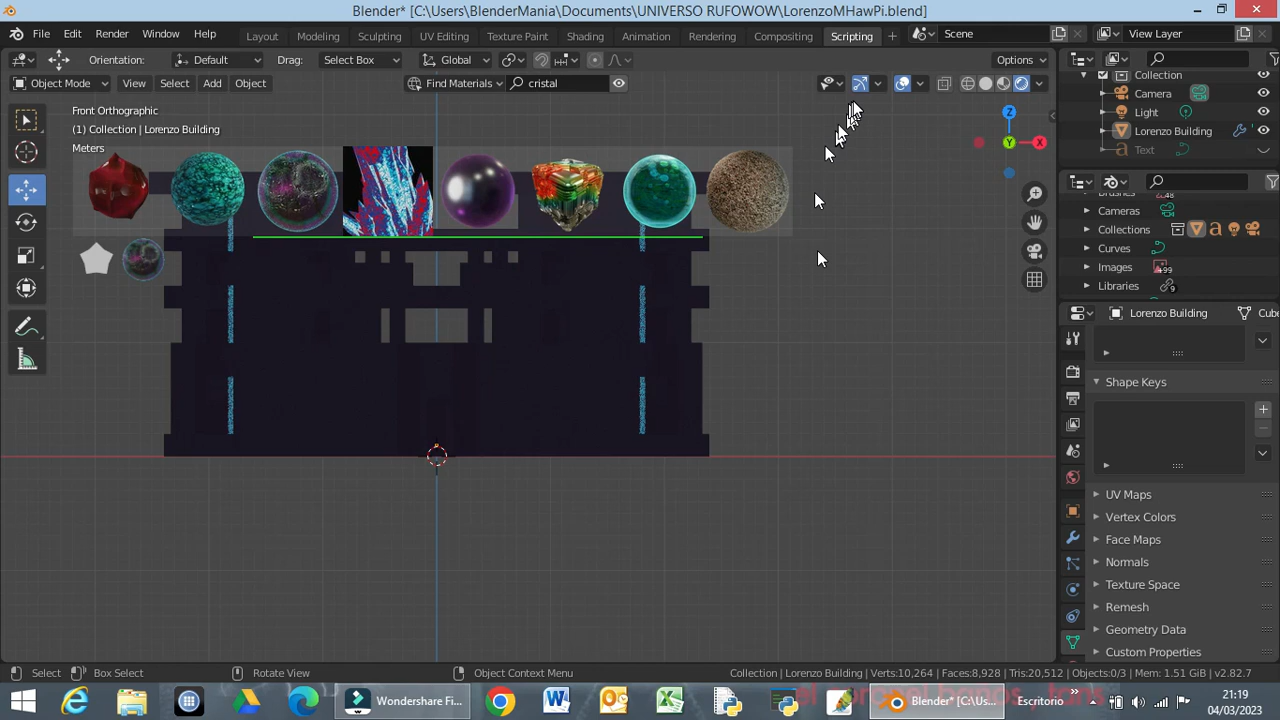 Blender* [C:\Users\BlenderMania\Documents\UNIVERSO RUFOWOW\LorenzoMHawPi.blend]
File Edit Render Window Help Layout Modeling Sculpting UV Editing Texture Paint Shading Animation Rendering Compositing Scripting + Scene View Layer
Orientation: Default Drag: Select Box Global Options
Object Mode View Select Add Object Find Materials cristal
Front Orthographic
(1) Collection | Lorenzo Building
Meters
Z
Y X
Collection
Camera
Light
Lorenzo Building
Text
Cameras
Collections
Curves
Images +99
Libraries 9
Lorenzo Building Cube
Shape Keys
UV Maps
Vertex Colors
Face Maps
Normals
Texture Space
Remesh
Geometry Data
Custom Properties
Select Box Select Rotate View Object Context Menu Collection | Lorenzo Building | Verts:10,264 | Faces:8,928 | Tris:20,512 | Objects:0/3 | Mem: 1.51 GiB | v2.82.7
Wondershare Fi... Blender* [C:\Us... Escritorio
21:19
04/03/2023